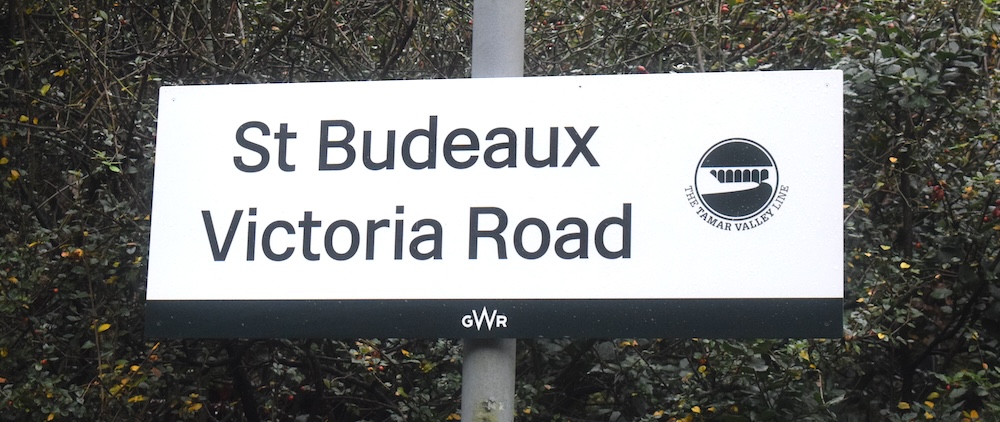 St Budeaux
Victoria Road
THE TAMAR VALLEY LINE
GWR